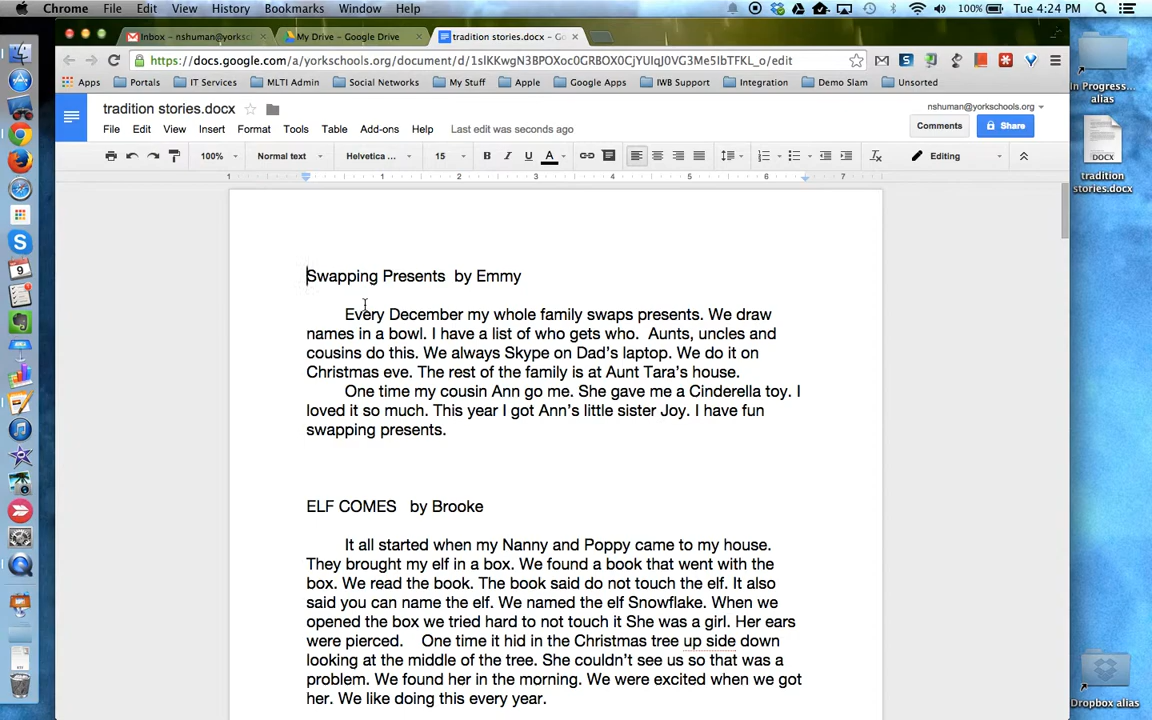 Chrome File Edit View History Bookmarks Window Help 100% Tue 4:24 PM
Inbox – nshuman@yorksc
My Drive – Google Drive
tradition stories.docx – Go
In Progress...
alias
https://docs.google.com/a/yorkschools.org/document/d/1slKKwgN3BPOXoc0GRBOX0CjYUIqJ0VG3Me5IbTFKL_o/edit
Apps Portals IT Services MLTI Admin Social Networks My Stuff Apple Google Apps IWB Support Integration Demo Slam Unsorted
tradition stories.docx
nshuman@yorkschools.org
File Edit View Insert Format Tools Table Add-ons Help Last edit was seconds ago
Comments Share
100% Normal text Helvetica ... 15 B I U A Editing
DOCX
tradition
stories.docx
1 1 2 3 4 5 6 7
Swapping Presents by Emmy
Every December my whole family swaps presents. We draw
names in a bowl. I have a list of who gets who. Aunts, uncles and
cousins do this. We always Skype on Dad's laptop. We do it on
Christmas eve. The rest of the family is at Aunt Tara's house.
One time my cousin Ann go me. She gave me a Cinderella toy. I
loved it so much. This year I got Ann's little sister Joy. I have fun
swapping presents.
ELF COMES by Brooke
It all started when my Nanny and Poppy came to my house.
They brought my elf in a box. We found a book that went with the
box. We read the book. The book said do not touch the elf. It also
said you can name the elf. We named the elf Snowflake. When we
opened the box we tried hard to not touch it She was a girl. Her ears
were pierced. One time it hid in the Christmas tree up side down
looking at the middle of the tree. She couldn't see us so that was a
problem. We found her in the morning. We were excited when we got
her. We like doing this every year.
Dropbox alias